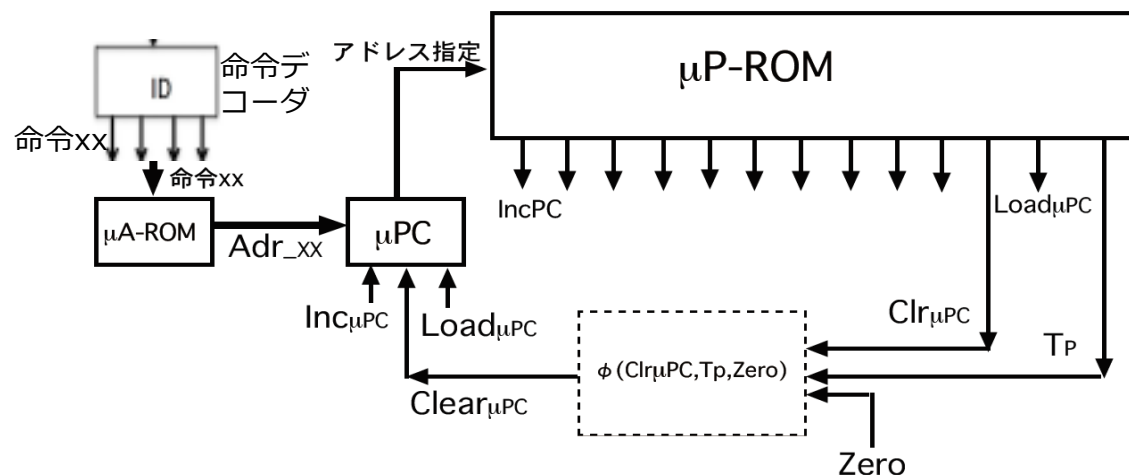 アドレス指定
μP-ROM
命令デ
コーダ
ID
命令xx
命令xx
IncPC
LoadμPC
μA-ROM
Adr_XX
μPC
IncμPC
LoadμPC
ClrμPC
TP
φ(ClrμPC,Tp,Zero)
ClearμPC
Zero